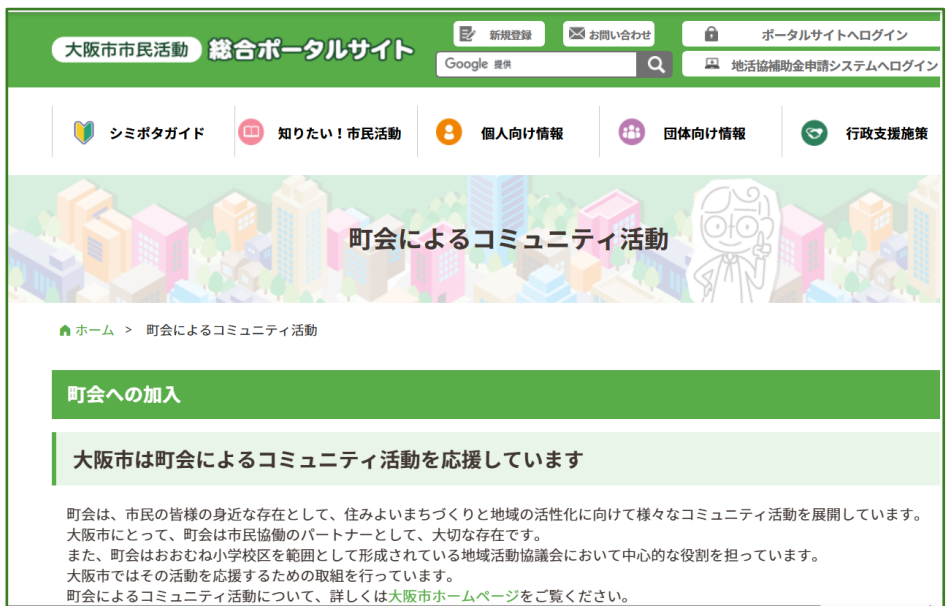 大阪市市民活動 総合ポータルサイト
新規登録
お問い合わせ
ポータルサイトへログイン
Google 提供
地活協補助金申請システムへログイン
シミポタガイド
知りたい！市民活動
個人向け情報
団体向け情報
行政支援施策
町会によるコミュニティ活動
ホーム > 町会によるコミュニティ活動
町会への加入
大阪市は町会によるコミュニティ活動を応援しています
町会は、市民の皆様の身近な存在として、住みよいまちづくりと地域の活性化に向けて様々なコミュニティ活動を展開しています。
大阪市にとって、町会は市民協働のパートナーとして、大切な存在です。
また、町会はおおむね小学校区を範囲として形成されている地域活動協議会において中心的な役割を担っています。
大阪市ではその活動を応援するための取組を行っています。
町会によるコミュニティ活動について、詳しくは大阪市ホームページをご覧ください。